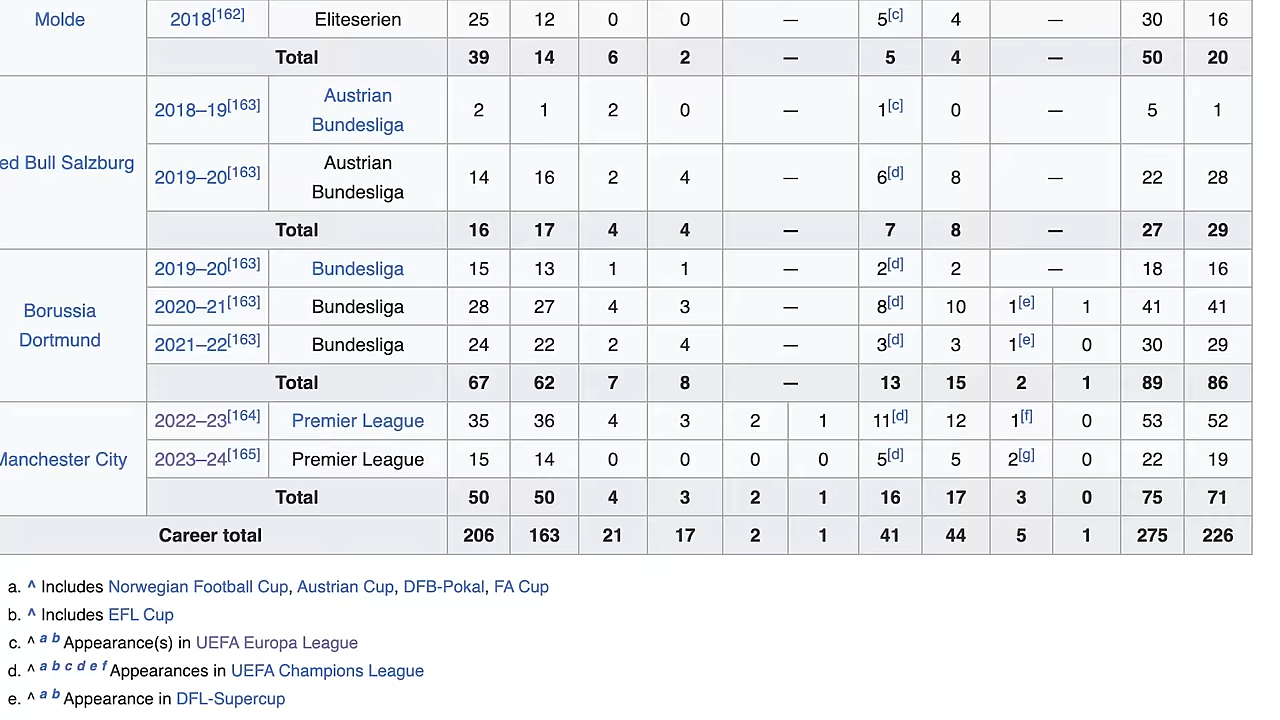 Molde 2018[162] Eliteserien 25 12 0 0 — 5[c] 4 — 30 16
Total 39 14 6 2 — 5 4 — 50 20
ed Bull Salzburg 2018–19[163] Austrian Bundesliga 2 1 2 0 — 1[c] 0 — 5 1
2019–20[163] Austrian Bundesliga 14 16 2 4 — 6[d] 8 — 22 28
Total 16 17 4 4 — 7 8 — 27 29
Borussia Dortmund 2019–20[163] Bundesliga 15 13 1 1 — 2[d] 2 — 18 16
2020–21[163] Bundesliga 28 27 4 3 — 8[d] 10 1[e] 1 41 41
2021–22[163] Bundesliga 24 22 2 4 — 3[d] 3 1[e] 0 30 29
Total 67 62 7 8 — 13 15 2 1 89 86
Manchester City 2022–23[164] Premier League 35 36 4 3 2 1 11[d] 12 1[f] 0 53 52
2023–24[165] Premier League 15 14 0 0 0 0 5[d] 5 2[g] 0 22 19
Total 50 50 4 3 2 1 16 17 3 0 75 71
Career total 206 163 21 17 2 1 41 44 5 1 275 226
a. ^ Includes Norwegian Football Cup, Austrian Cup, DFB-Pokal, FA Cup
b. ^ Includes EFL Cup
c. ^ a b Appearance(s) in UEFA Europa League
d. ^ a b c d e f Appearances in UEFA Champions League
e. ^ a b Appearance in DFL-Supercup